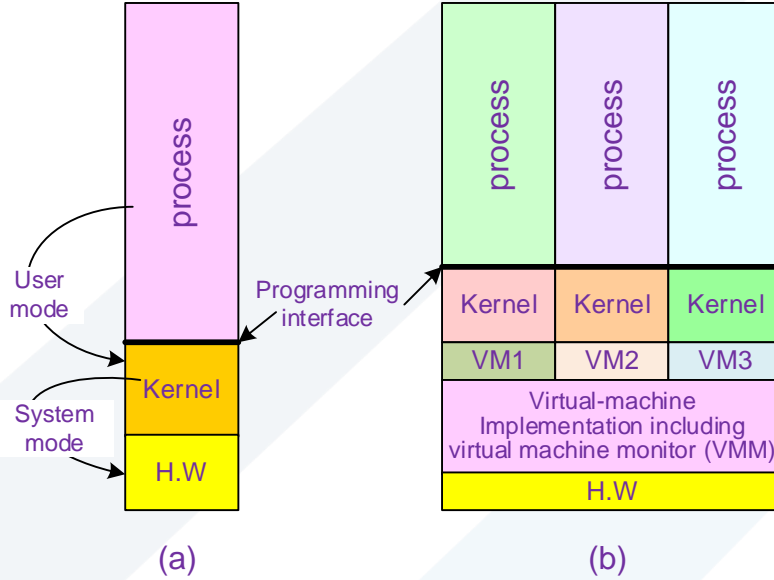 process
User
mode
Kernel
System
mode
H.W
(a)
Programming
interface
process
process
process
Kernel
Kernel
Kernel
VM1
VM2
VM3
Virtual-machine
Implementation including
virtual machine monitor (VMM)
H.W
(b)